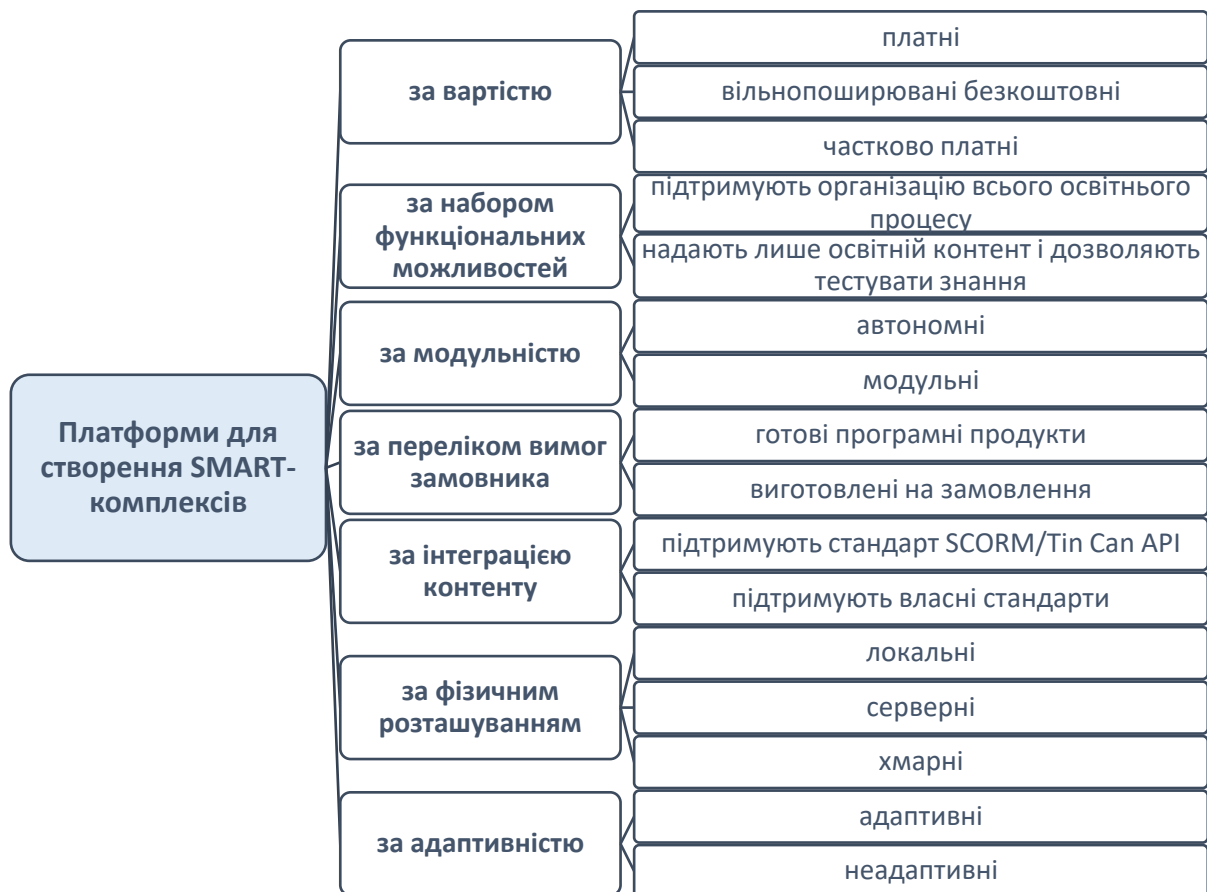 Платформи для
створення SMART-
комплексів
за вартістю
платні
вільнопоширювані безкоштовні
частково платні
за набором
функціональних
можливостей
підтримують організацію всього освітнього
процесу
надають лише освітній контент і дозволяють
тестувати знання
за модульністю
автономні
модульні
за переліком вимог
замовника
готові програмні продукти
виготовлені на замовлення
за інтеграцією
контенту
підтримують стандарт SCORM/Tin Can API
підтримують власні стандарти
за фізичним
розташуванням
локальні
серверні
хмарні
за адаптивністю
адаптивні
неадаптивні